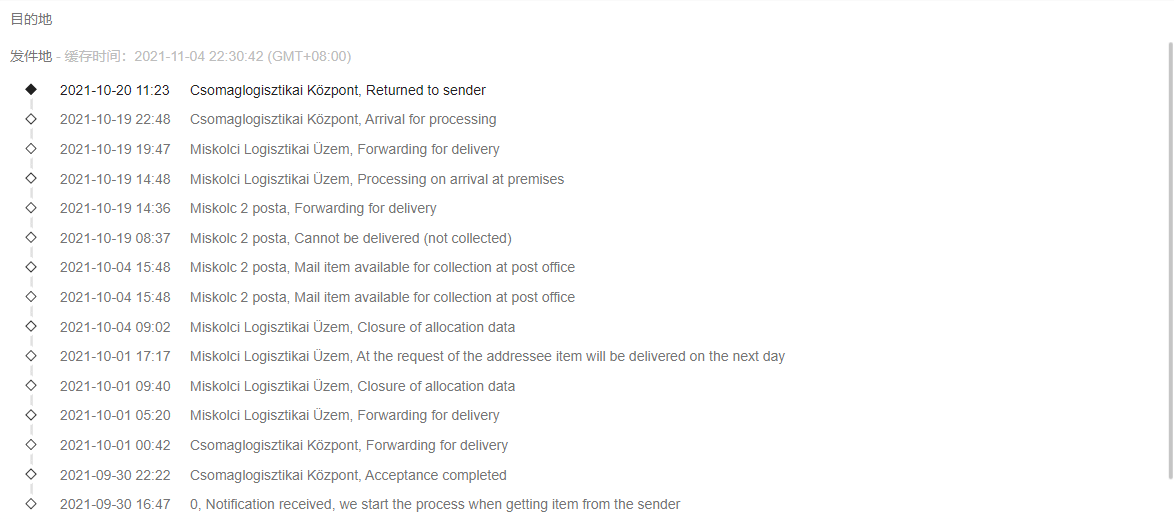 目的地
发件地 - 缓存时间：2021-11-04 22:30:42 (GMT+08:00)
2021-10-20 11:23 Csomaglogisztikai Központ, Returned to sender
2021-10-19 22:48 Csomaglogisztikai Központ, Arrival for processing
2021-10-19 19:47 Miskolci Logisztikai Üzem, Forwarding for delivery
2021-10-19 14:48 Miskolci Logisztikai Üzem, Processing on arrival at premises
2021-10-19 14:36 Miskolc 2 posta, Forwarding for delivery
2021-10-19 08:37 Miskolc 2 posta, Cannot be delivered (not collected)
2021-10-04 15:48 Miskolc 2 posta, Mail item available for collection at post office
2021-10-04 15:48 Miskolc 2 posta, Mail item available for collection at post office
2021-10-04 09:02 Miskolci Logisztikai Üzem, Closure of allocation data
2021-10-01 17:17 Miskolci Logisztikai Üzem, At the request of the addressee item will be delivered on the next day
2021-10-01 09:40 Miskolci Logisztikai Üzem, Closure of allocation data
2021-10-01 05:20 Miskolci Logisztikai Üzem, Forwarding for delivery
2021-10-01 00:42 Csomaglogisztikai Központ, Forwarding for delivery
2021-09-30 22:22 Csomaglogisztikai Központ, Acceptance completed
2021-09-30 16:47 0, Notification received, we start the process when getting item from the sender